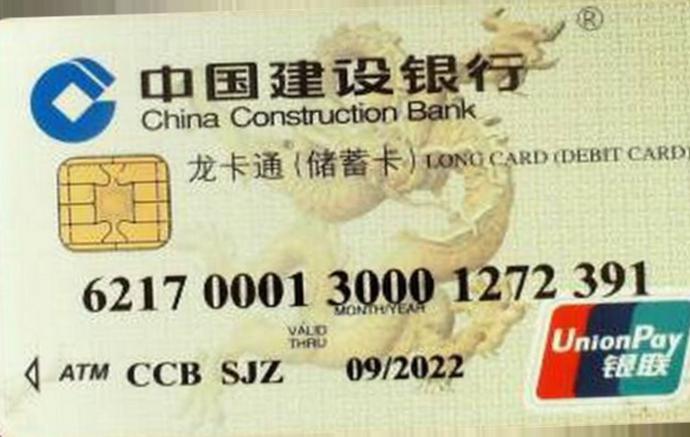 ®
中国建设银行
China Construction Bank
龙卡通(储蓄卡) LONG CARD (DEBIT CARD)
6217 0001 3000 1272 391
MONTH/YEAR
VALID
THRU
ATM CCB SJZ 09/2022
UnionPay
银联